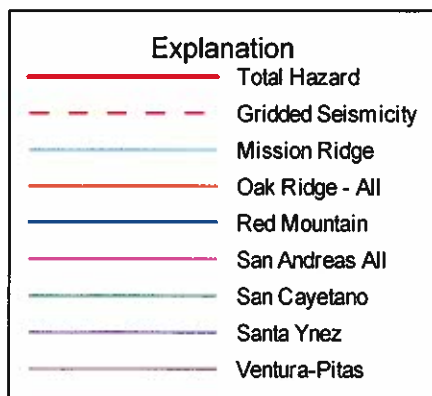 Explanation
Total Hazard
Gridded Seismicity
Mission Ridge
Oak Ridge - All
Red Mountain
San Andreas All
San Cayetano
Santa Ynez
Ventura-Pitas